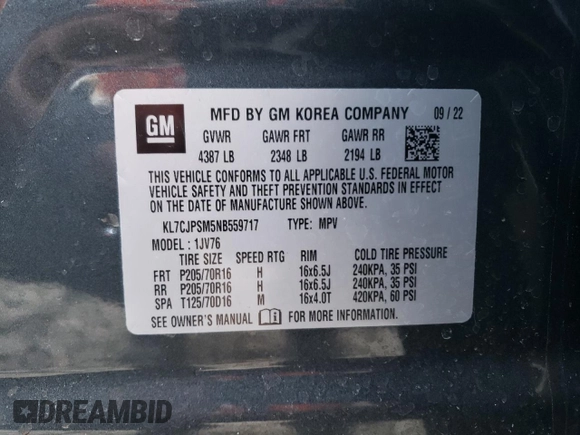 GM
MFD BY GM KOREA COMPANY 09/22
GVWR GAWR FRT GAWR RR
4387 LB 2348 LB 2194 LB
THIS VEHICLE CONFORMS TO ALL APPLICABLE U.S. FEDERAL MOTOR
VEHICLE SAFETY AND THEFT PREVENTION STANDARDS IN EFFECT
ON THE DATE OF MANUFACTURE SHOWN ABOVE.
KL7CJPSM5NB559717 TYPE: MPV
MODEL: 1JV76
TIRE SIZE SPEED RTG RIM COLD TIRE PRESSURE
FRT P205/70R16 H 16x6.5J 240KPA, 35 PSI
RR P205/70R16 H 16x6.5J 240KPA, 35 PSI
SPA T125/70D16 M 16x4.0T 420KPA, 60 PSI
SEE OWNER'S MANUAL FOR MORE INFORMATION.
DREAMBID